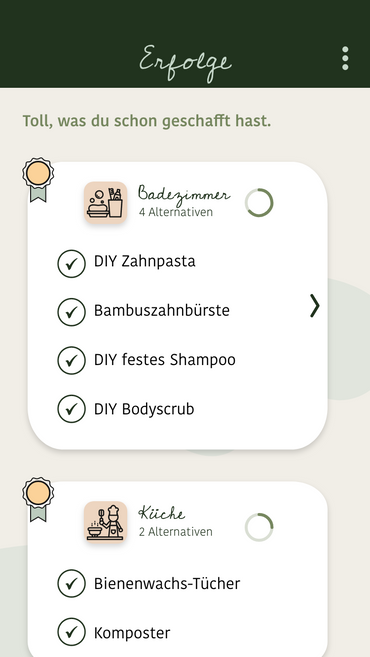 Erfolge
Toll, was du schon geschafft hast.
Badezimmer
4 Alternativen
DIY Zahnpasta
Bambuszahnbürste
DIY festes Shampoo
DIY Bodyscrub
Küche
2 Alternativen
Bienenwachs-Tücher
Komposter